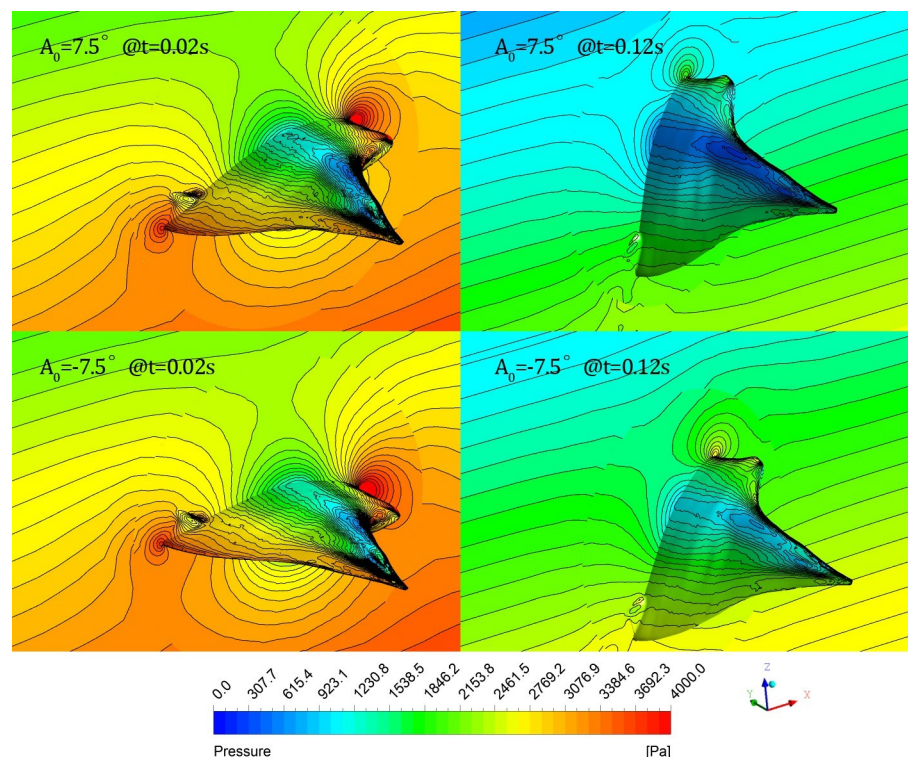 A₀=7.5° @t=0.02s
A₀=7.5° @t=0.12s
A₀=-7.5° @t=0.02s
A₀=-7.5° @t=0.12s
0.0 307.7 615.4 923.1 1230.8 1538.5 1846.2 2153.8 2461.5 2769.2 3076.9 3384.6 3692.3 4000.0
Pressure [Pa]
Z
Y X